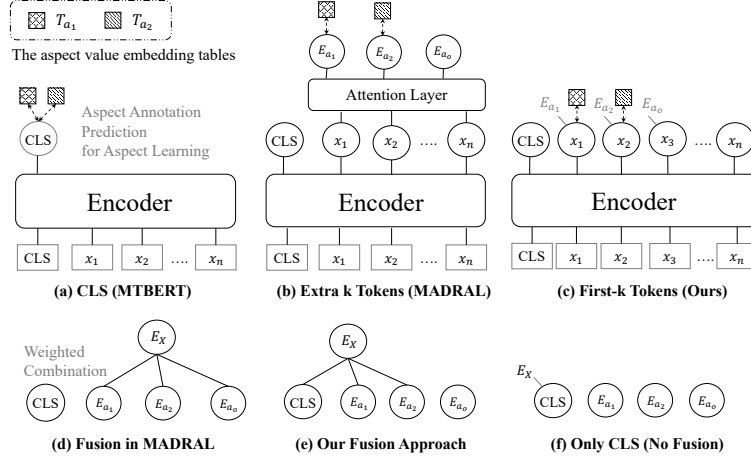 T_{a_1} T_{a_2}
The aspect value embedding tables
CLS
Aspect Annotation
Prediction
for Aspect Learning
Encoder
CLS x_1 x_2 .... x_n
(a) CLS (MTBERT)
E_{a_1} E_{a_2} E_{a_o}
Attention Layer
CLS x_1 x_2 .... x_n
Encoder
CLS x_1 x_2 .... x_n
(b) Extra k Tokens (MADRAL)
E_{a_1} E_{a_2} E_{a_o}
CLS x_1 x_2 x_3 .... x_n
Encoder
CLS x_1 x_2 x_3 .... x_n
(c) First-k Tokens (Ours)
E_X
Weighted
Combination
CLS E_{a_1} E_{a_2} E_{a_o}
(d) Fusion in MADRAL
E_X
CLS E_{a_1} E_{a_2} E_{a_o}
(e) Our Fusion Approach
E_X
CLS E_{a_1} E_{a_2} E_{a_o}
(f) Only CLS (No Fusion)